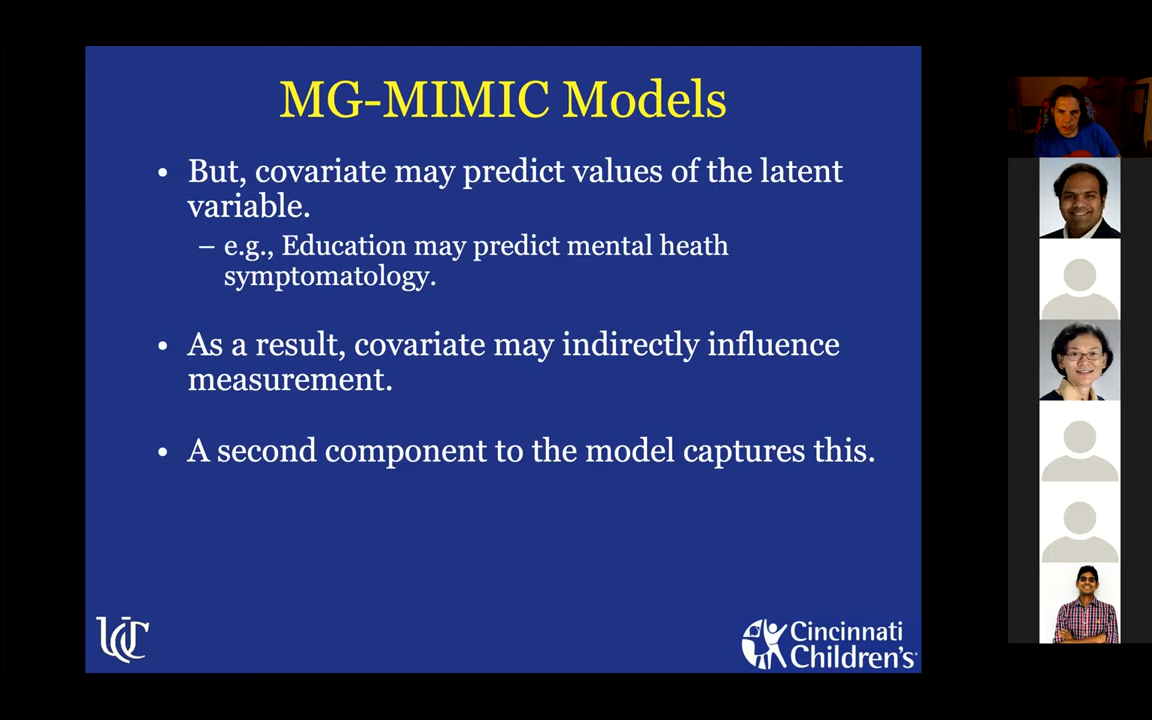 MG-MIMIC Models
• But, covariate may predict values of the latent
variable.
– e.g., Education may predict mental heath
symptomatology.
• As a result, covariate may indirectly influence
measurement.
• A second component to the model captures this.
UC
Cincinnati
Children's